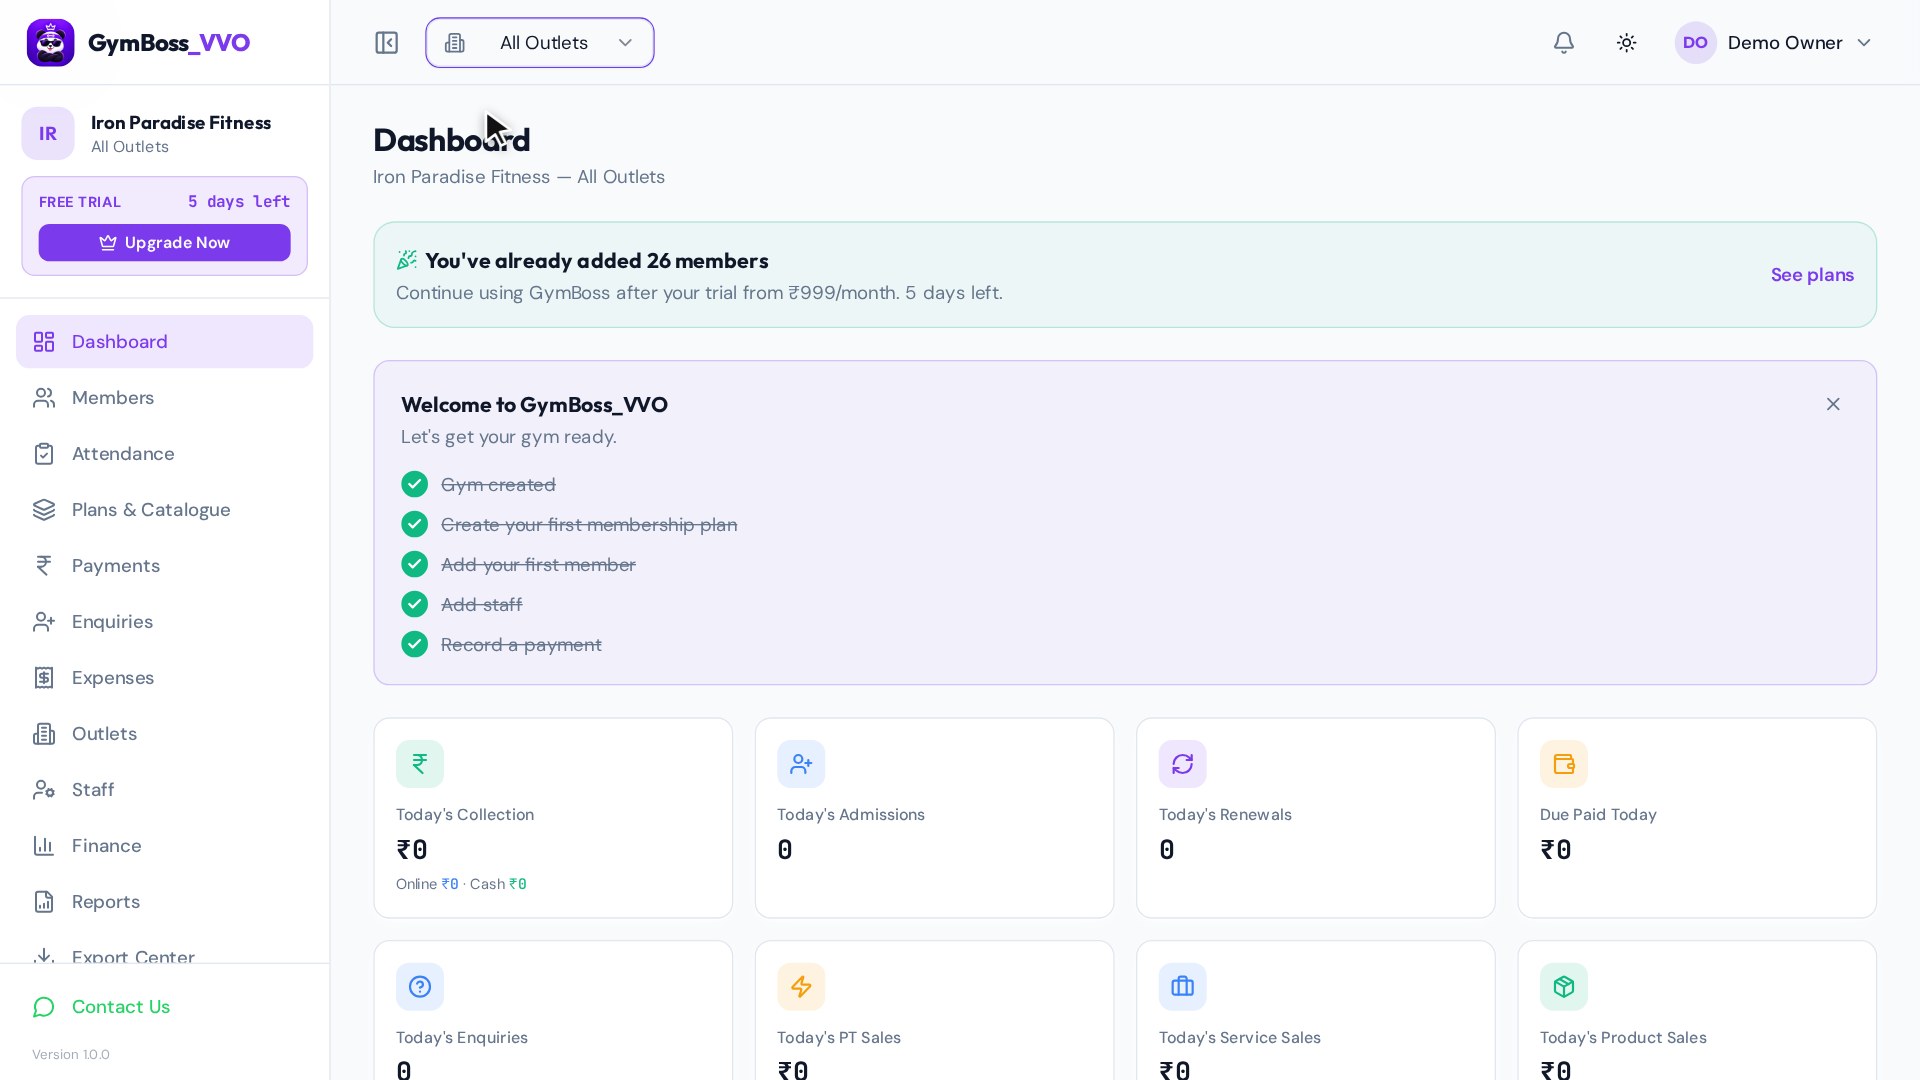 GymBoss_VVO
All Outlets
DO
Demo Owner
IR
Iron Paradise Fitness
All Outlets
FREE TRIAL
5 days left
Upgrade Now
Dashboard
Members
Attendance
Plans & Catalogue
Payments
Enquiries
Expenses
Outlets
Staff
Finance
Reports
Export Center
Contact Us
Version 1.0.0
Dashboard
Iron Paradise Fitness — All Outlets
You've already added 26 members
Continue using GymBoss after your trial from ₹999/month. 5 days left.
See plans
Welcome to GymBoss_VVO
Let's get your gym ready.
Gym created
Create your first membership plan
Add your first member
Add staff
Record a payment
Today's Collection
₹0
Online ₹0 · Cash ₹0
Today's Admissions
0
Today's Renewals
0
Due Paid Today
₹0
Today's Enquiries
0
Today's PT Sales
₹0
Today's Service Sales
₹0
Today's Product Sales
₹0